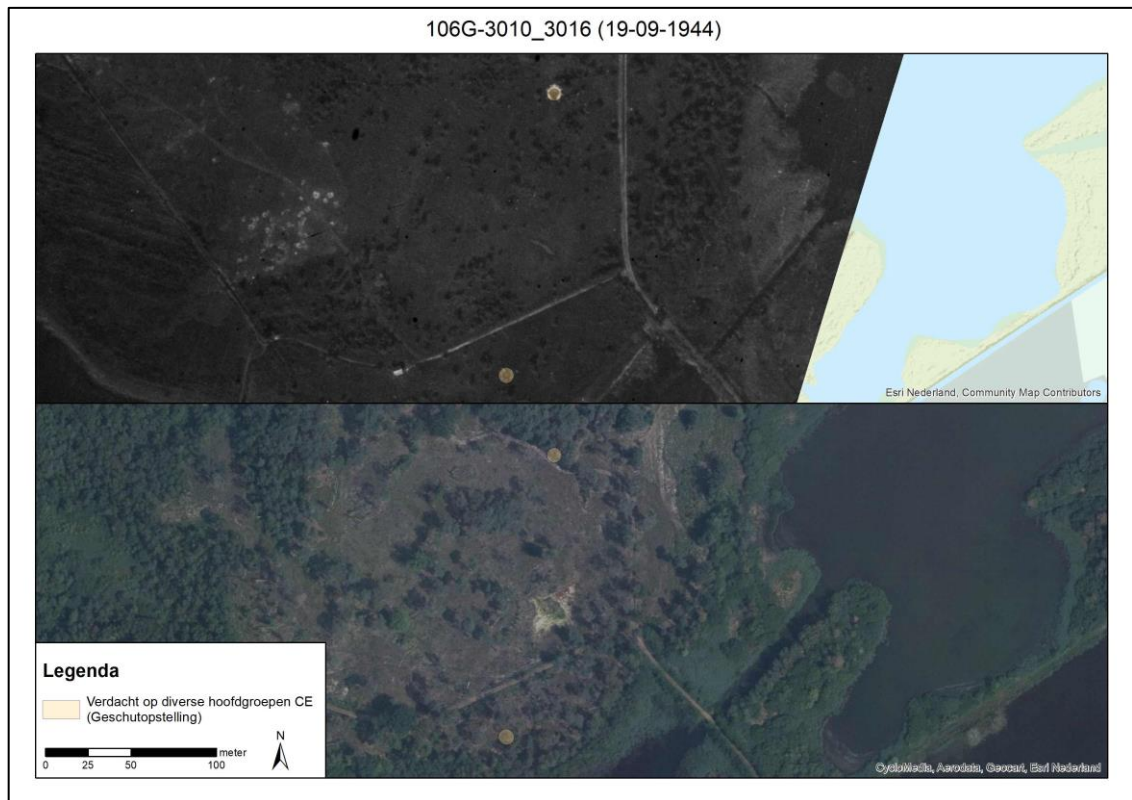 106G-3010_3016 (19-09-1944)
Esri Nederland, Community Map Contributors
Legenda
Verdacht op diverse hoofdgroepen CE
(Geschutopstelling)
meter
0 25 50 100
N
CycloMedia, Aerodata, Geocart, Esri Nederland